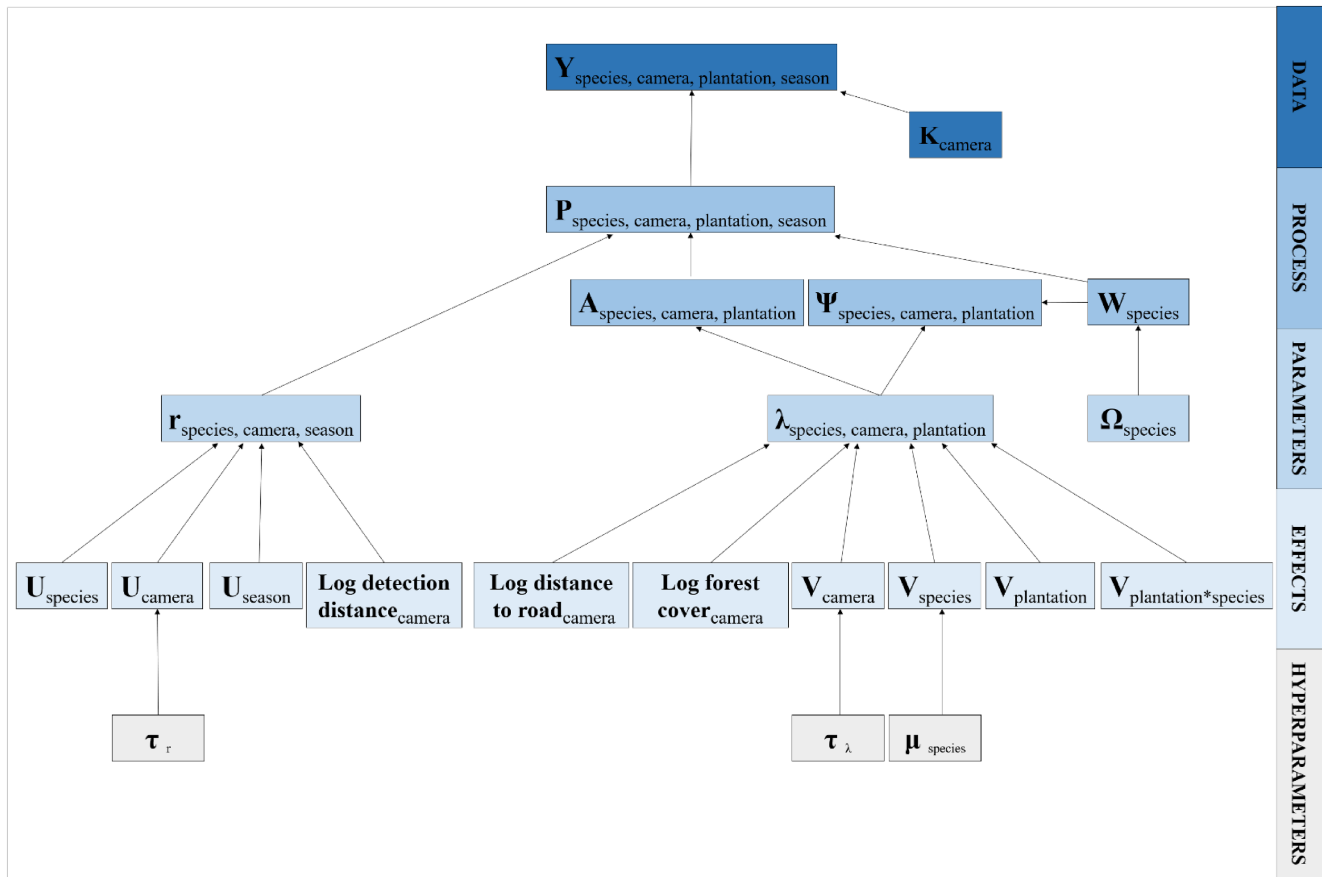 Y species, camera, plantation, season
K camera
P species, camera, plantation, season
A species, camera, plantation
Ψ species, camera, plantation
W species
r species, camera, season
λ species, camera, plantation
Ω species
U species
U camera
U season
Log detection
distance camera
Log distance
to road camera
Log forest
cover camera
V camera
V species
V plantation
V plantation*species
τ r
τ λ
μ species
DATA
PROCESS
PARAMETERS
EFFECTS
HYPERPARAMETERS